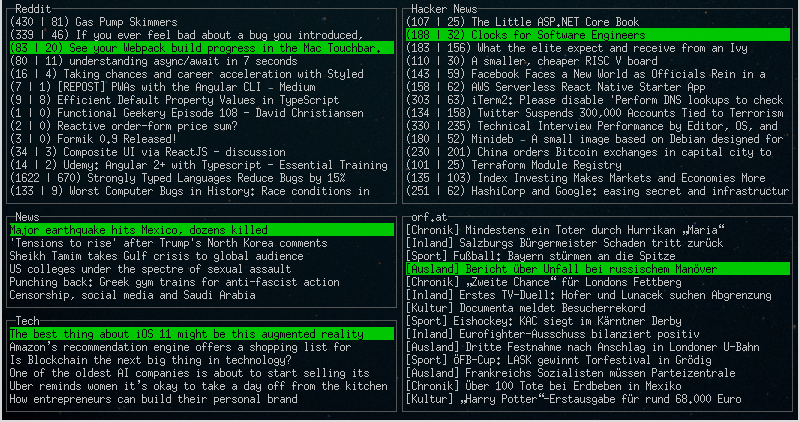 Reddit
(430 | 81) Gas Pump Skimmers
(339 | 46) If you ever feel bad about a bug you introduced,
(83 | 20) See your Webpack build progress in the Mac Touchbar.
(80 | 11) understanding async/await in 7 seconds
(16 | 4) Taking chances and career acceleration with Styled
(7 | 1) [REPOST] PWAs with the Angular CLI – Medium
(9 | 8) Efficient Default Property Values in TypeScript
(1 | 0) Functional Geekery Episode 108 - David Christiansen
(2 | 0) Reactive order-form price sum?
(3 | 0) Formik 0.9 Released!
(34 | 3) Composite UI via ReactJS - discussion
(14 | 2) Udemy: Angular 2+ with Typescript - Essential Training
(1622 | 670) Strongly Typed Languages Reduce Bugs by 15%
(133 | 9) Worst Computer Bugs in History: Race conditions in
News
Major earthquake hits Mexico, dozens killed
'Tensions to rise' after Trump's North Korea comments
Sheikh Tamim takes Gulf crisis to global audience
US colleges under the spectre of sexual assault
Punching back: Greek gym trains for anti-fascist action
Censorship, social media and Saudi Arabia
Tech
The best thing about iOS 11 might be this augmented reality
Amazon's recommendation engine offers a shopping list for
Is Blockchain the next big thing in technology?
One of the oldest AI companies is about to start selling its
Uber reminds women it's okay to take a day off from the kitchen
How entrepreneurs can build their personal brand
Hacker News
(107 | 25) The Little ASP.NET Core Book
(188 | 32) Clocks for Software Engineers
(183 | 156) What the elite expect and receive from an Ivy
(110 | 30) A smaller, cheaper RISC V board
(143 | 59) Facebook Faces a New World as Officials Rein in a
(158 | 62) AWS Serverless React Native Starter App
(303 | 63) iTerm2: Please disable 'Perform DNS lookups to check
(134 | 158) Twitter Suspends 300,000 Accounts Tied to Terrorism
(330 | 235) Technical Interview Performance by Editor, OS, and
(180 | 52) Minideb – A small image based on Debian designed for
(230 | 201) China orders Bitcoin exchanges in capital city to
(101 | 25) Terraform Module Registry
(135 | 103) Index Investing Makes Markets and Economies More
(251 | 62) HashiCorp and Google: easing secret and infrastructur
orf.at
[Chronik] Mindestens ein Toter durch Hurrikan „Maria“
[Inland] Salzburgs Bürgermeister Schaden tritt zurück
[Sport] Fußball: Bayern stürmen an die Spitze
[Ausland] Bericht über Unfall bei russischem Manöver
[Chronik] „Zweite Chance“ für Londons Fettberg
[Inland] Erstes TV-Duell: Hofer und Lunacek suchen Abgrenzung
[Kultur] Documenta meldet Besucherrekord
[Sport] Eishockey: KAC siegt im Kärntner Derby
[Inland] Eurofighter-Ausschuss bilanziert positiv
[Ausland] Dritte Festnahme nach Anschlag in Londoner U-Bahn
[Sport] ÖFB-Cup: LASK gewinnt Torfestival in Grödig
[Ausland] Frankreichs Sozialisten müssen Parteizentrale
[Chronik] Über 100 Tote bei Erdbeben in Mexiko
[Kultur] „Harry Potter“-Erstausgabe für rund 68.000 Euro